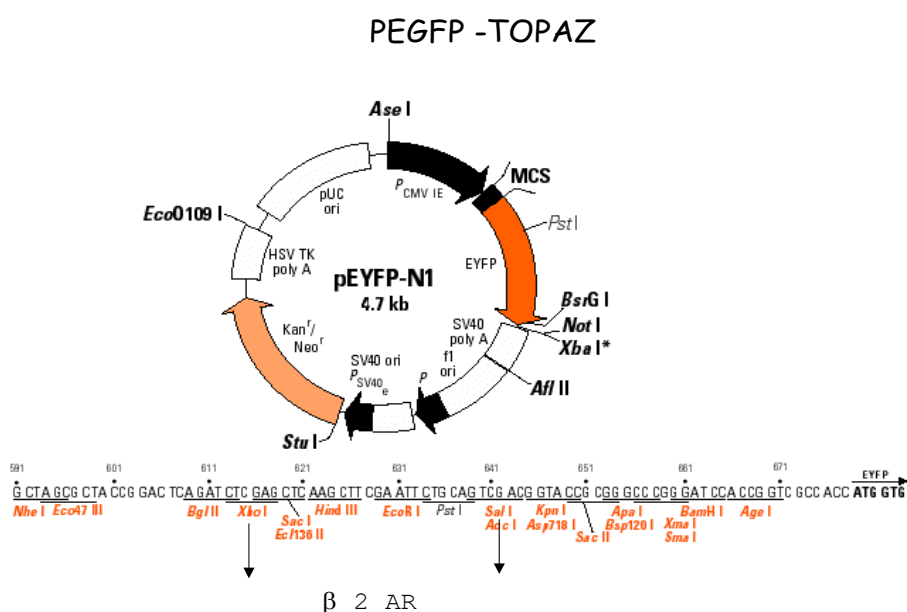 PEGFP -TOPAZ
Ase I
MCS
P CMV IE
pUC
ori
Pst I
EcoO109 I
HSV TK
poly A
EYFP
pEYFP-N1
4.7 kb
BsrG I
Not I
Xba I*
SV40
poly A
Kanʳ/
Neoʳ
SV40 ori
P SV40 e
f1
ori
P
Afl II
Stu I
591 601 611 621 631 641 651 661 671
EYFP
G CTA GCG CTA CCG GAC TCA GAT CTC GAG CTC AAG CTT CGA ATT CTG CAG TCG ACG GTA CCG CGG GCC CGG GAT CCA CCG GTC GCC ACC ATG GTG
Nhe I Eco47 III Bgl II Xho I Hind III EcoR I Pst I Sal I Kpn I Apa I BamH I Age I
Sac I Acc I Asp718 I Bsp120 I Xma I
Ecl136 II Sac II Sma I
β 2 AR